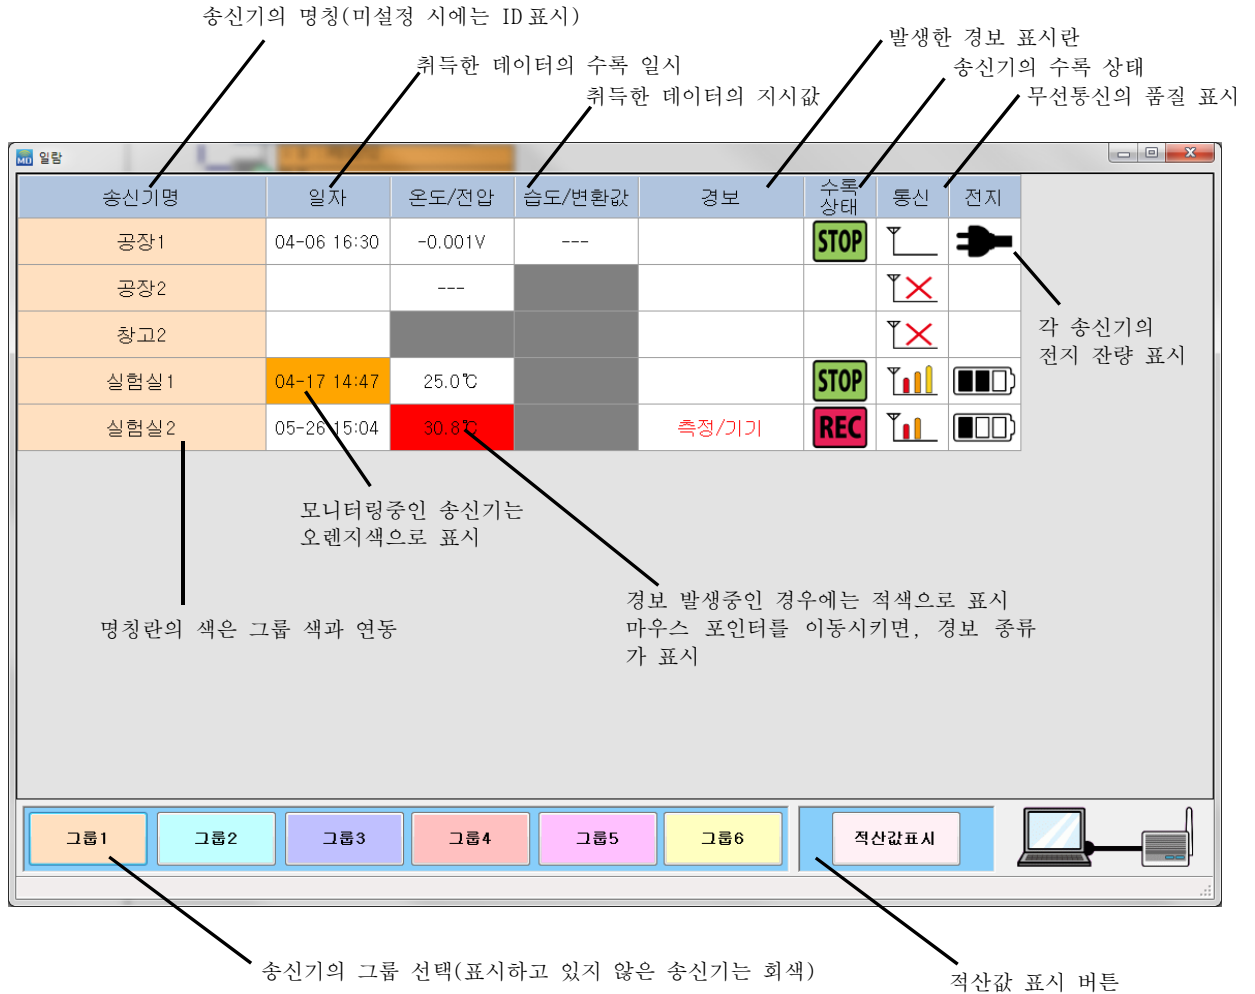 송신기의 명칭(미설정 시에는 ID 표시)
발생한 경보 표시란
취득한 데이터의 수록 일시
송신기의 수록 상태
취득한 데이터의 지시값
무선통신의 품질 표시
MD 일람
송신기명 일자 온도/전압 습도/변환값 경보 수록 상태 통신 전지
공장1 04-06 16:30 -0.001V --- STOP
공장2 ---
창고2
실험실1 04-17 14:47 25.0℃ STOP
실험실2 05-26 15:04 30.8℃ 측정/기기 REC
각 송신기의
전지 잔량 표시
모니터링중인 송신기는
오렌지색으로 표시
경보 발생중인 경우에는 적색으로 표시
마우스 포인터를 이동시키면, 경보 종류
가 표시
명칭란의 색은 그룹 색과 연동
그룹1 그룹2 그룹3 그룹4 그룹5 그룹6 적산값표시
송신기의 그룹 선택(표시하고 있지 않은 송신기는 회색)
적산값 표시 버튼